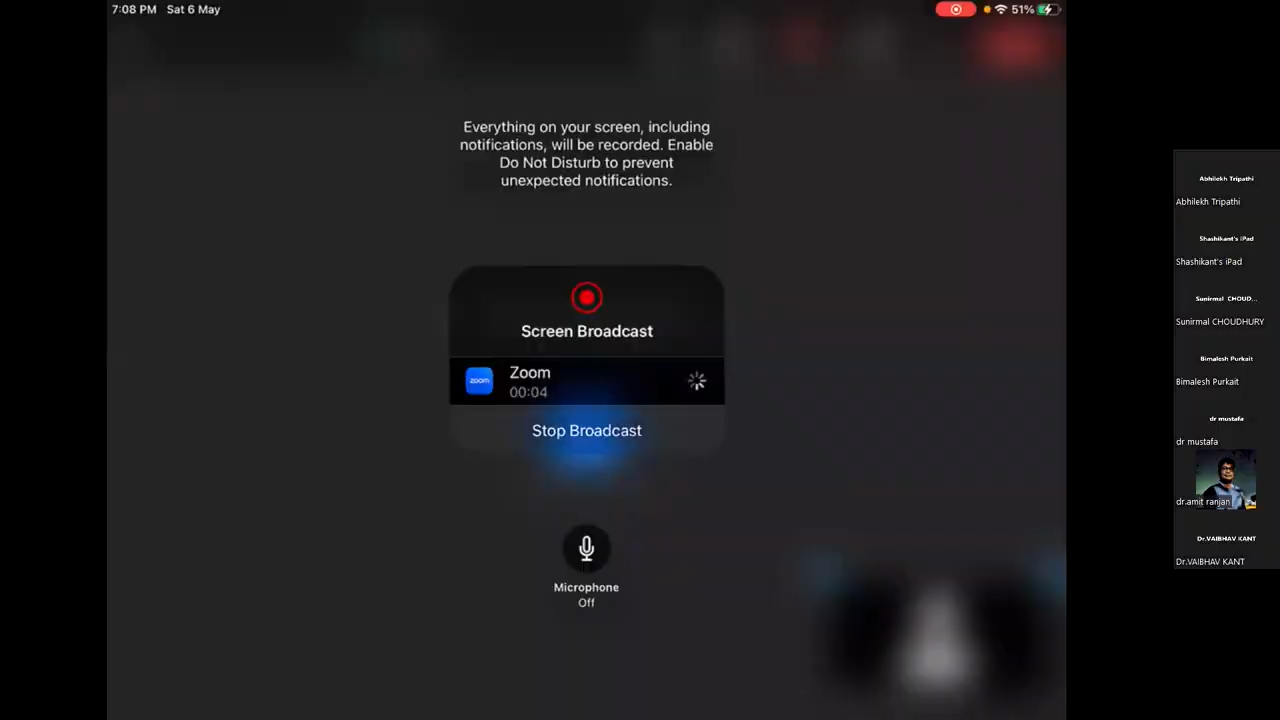 7:08 PM Sat 6 May
51%
Everything on your screen, including
notifications, will be recorded. Enable
Do Not Disturb to prevent
unexpected notifications.
Screen Broadcast
zoom
Zoom
00:04
Stop Broadcast
Microphone
Off
Abhilekh Tripathi
Abhilekh Tripathi
Shashikant's iPad
Shashikant's iPad
Sunirmal CHOUD...
Sunirmal CHOUDHURY
Bimalesh Purkait
Bimalesh Purkait
dr mustafa
dr mustafa
dr.amit ranjan
Dr.VAIBHAV KANT
Dr.VAIBHAV KANT